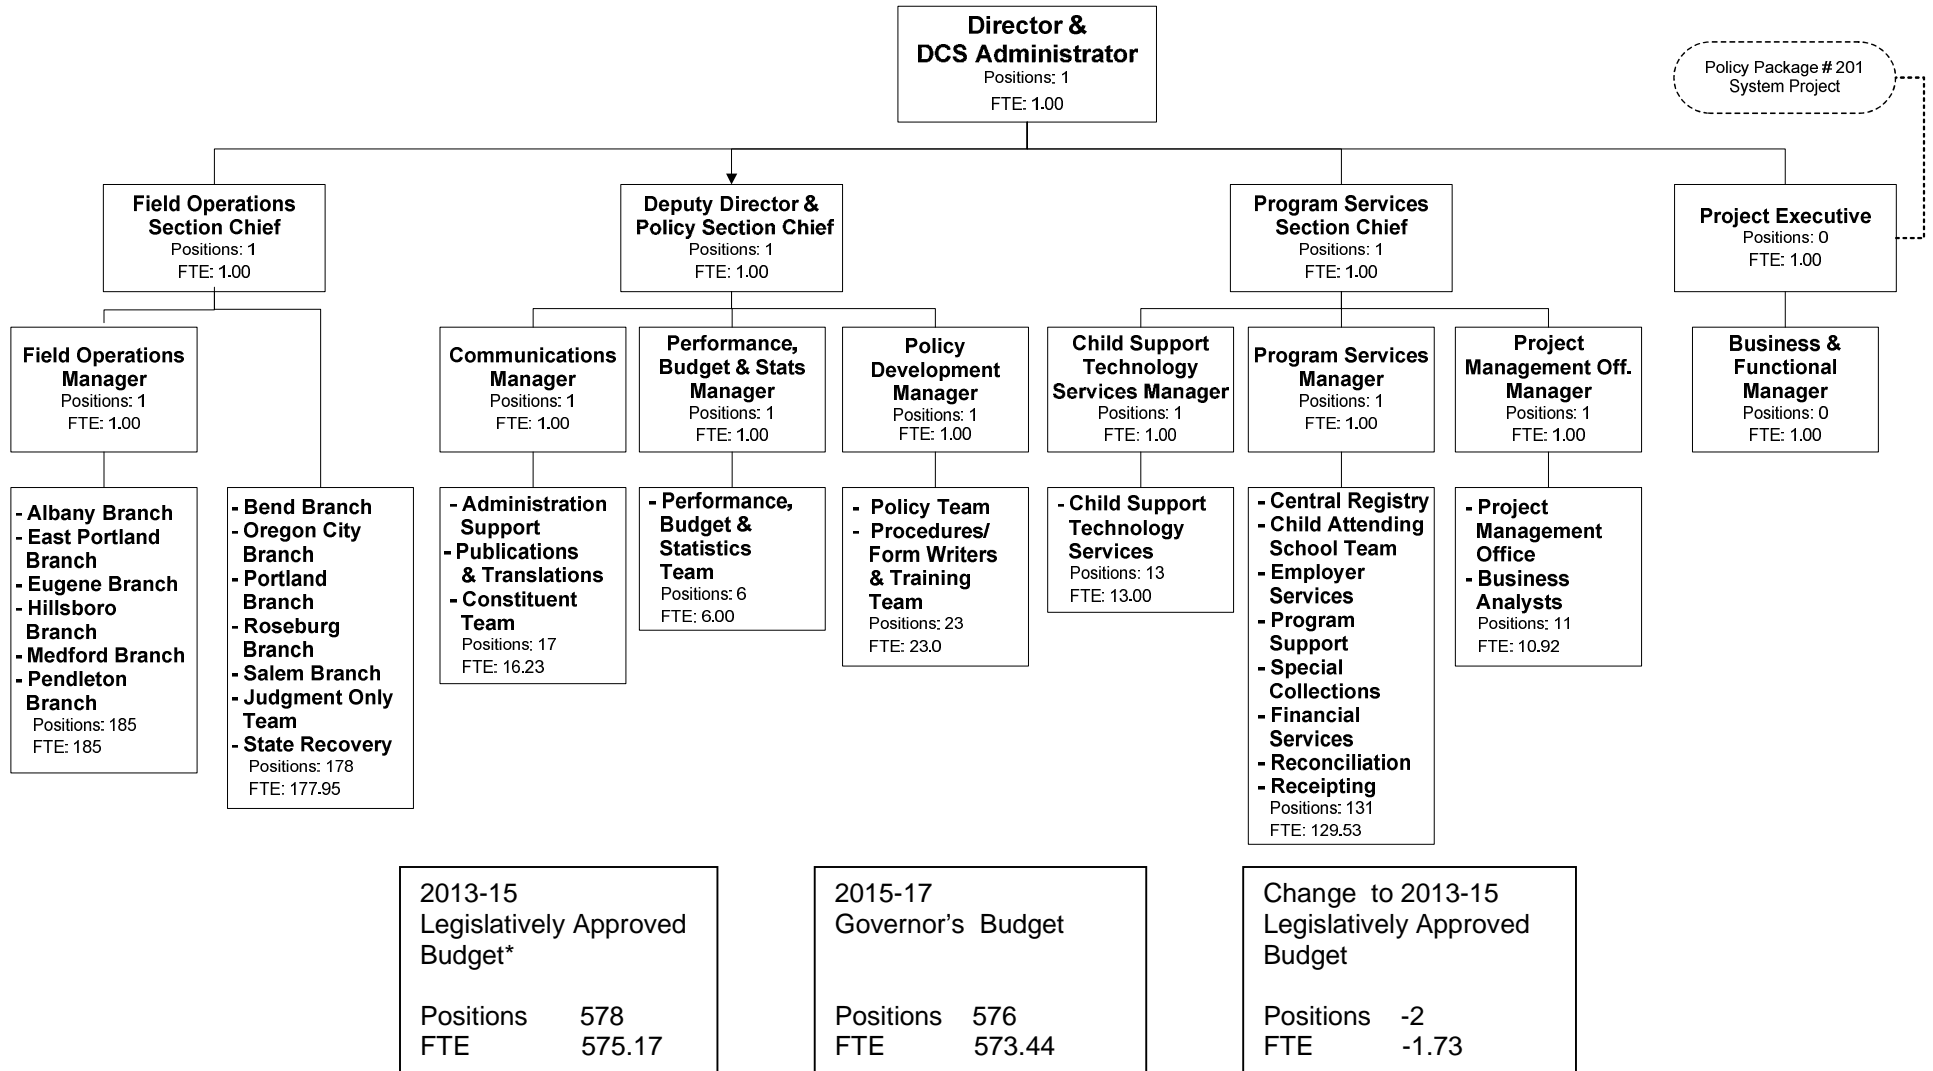 Director &
DCS Administrator
Positions: 1
FTE: 1.00
Policy Package # 201
System Project
Field Operations
Section Chief
Positions: 1
FTE: 1.00
Deputy Director &
Policy Section Chief
Positions: 1
FTE: 1.00
Program Services
Section Chief
Positions: 1
FTE: 1.00
Project Executive
Positions: 0
FTE: 1.00
Field Operations
Manager
Positions: 1
FTE: 1.00
Communications
Manager
Positions: 1
FTE: 1.00
Performance,
Budget & Stats
Manager
Positions: 1
FTE: 1.00
Policy
Development
Manager
Positions: 1
FTE: 1.00
Child Support
Technology
Services Manager
Positions: 1
FTE: 1.00
Program Services
Manager
Positions: 1
FTE: 1.00
Project
Management Off.
Manager
Positions: 1
FTE: 1.00
Business &
Functional
Manager
Positions: 0
FTE: 1.00
- Albany Branch
- East Portland
Branch
- Eugene Branch
- Hillsboro
Branch
- Medford Branch
- Pendleton
Branch
Positions: 185
FTE: 185
- Bend Branch
- Oregon City
Branch
- Portland
Branch
- Roseburg
Branch
- Salem Branch
- Judgment Only
Team
- State Recovery
Positions: 178
FTE: 177.95
- Administration
Support
- Publications
& Translations
- Constituent
Team
Positions: 17
FTE: 16.23
- Performance,
Budget &
Statistics
Team
Positions: 6
FTE: 6.00
- Policy Team
- Procedures/
Form Writers
& Training
Team
Positions: 23
FTE: 23.0
- Child Support
Technology
Services
Positions: 13
FTE: 13.00
- Central Registry
- Child Attending
School Team
- Employer
Services
- Program
Support
- Special
Collections
- Financial
Services
- Reconciliation
- Receipting
Positions: 131
FTE: 129.53
- Project
Management
Office
- Business
Analysts
Positions: 11
FTE: 10.92
2013-15
Legislatively Approved
Budget*
Positions 578
FTE 575.17
2015-17
Governor's Budget
Positions 576
FTE 573.44
Change to 2013-15
Legislatively Approved
Budget
Positions -2
FTE -1.73